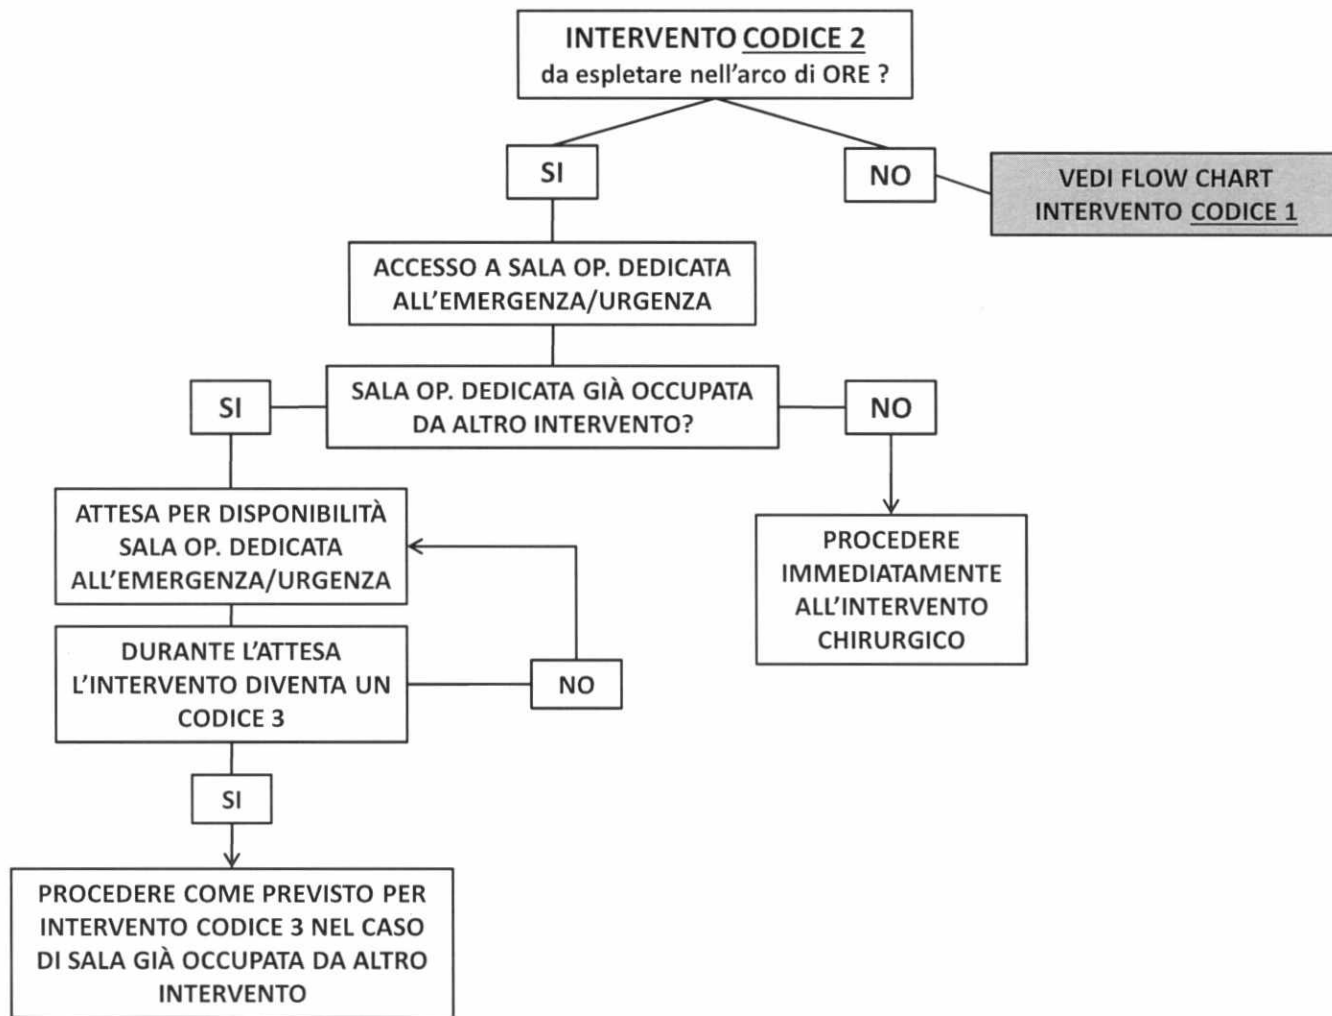 INTERVENTO CODICE 2
da espletare nell'arco di ORE ?
SI
NO
VEDI FLOW CHART
INTERVENTO CODICE 1
ACCESSO A SALA OP. DEDICATA
ALL'EMERGENZA/URGENZA
SI
SALA OP. DEDICATA GIÀ OCCUPATA
DA ALTRO INTERVENTO?
NO
ATTESA PER DISPONIBILITÀ
SALA OP. DEDICATA
ALL'EMERGENZA/URGENZA
PROCEDERE
IMMEDIATAMENTE
ALL'INTERVENTO
CHIRURGICO
DURANTE L'ATTESA
L'INTERVENTO DIVENTA UN
CODICE 3
NO
SI
PROCEDERE COME PREVISTO PER
INTERVENTO CODICE 3 NEL CASO
DI SALA GIÀ OCCUPATA DA ALTRO
INTERVENTO